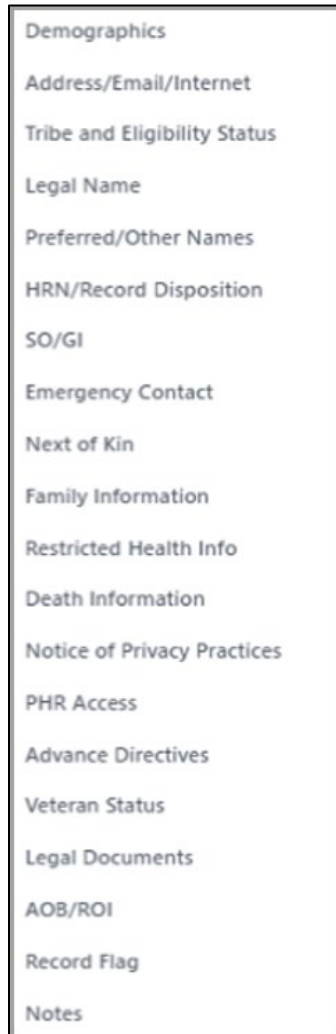 Demographics
Address/Email/Internet
Tribe and Eligibility Status
Legal Name
Preferred/Other Names
HRN/Record Disposition
SO/GI
Emergency Contact
Next of Kin
Family Information
Restricted Health Info
Death Information
Notice of Privacy Practices
PHR Access
Advance Directives
Veteran Status
Legal Documents
AOB/ROI
Record Flag
Notes